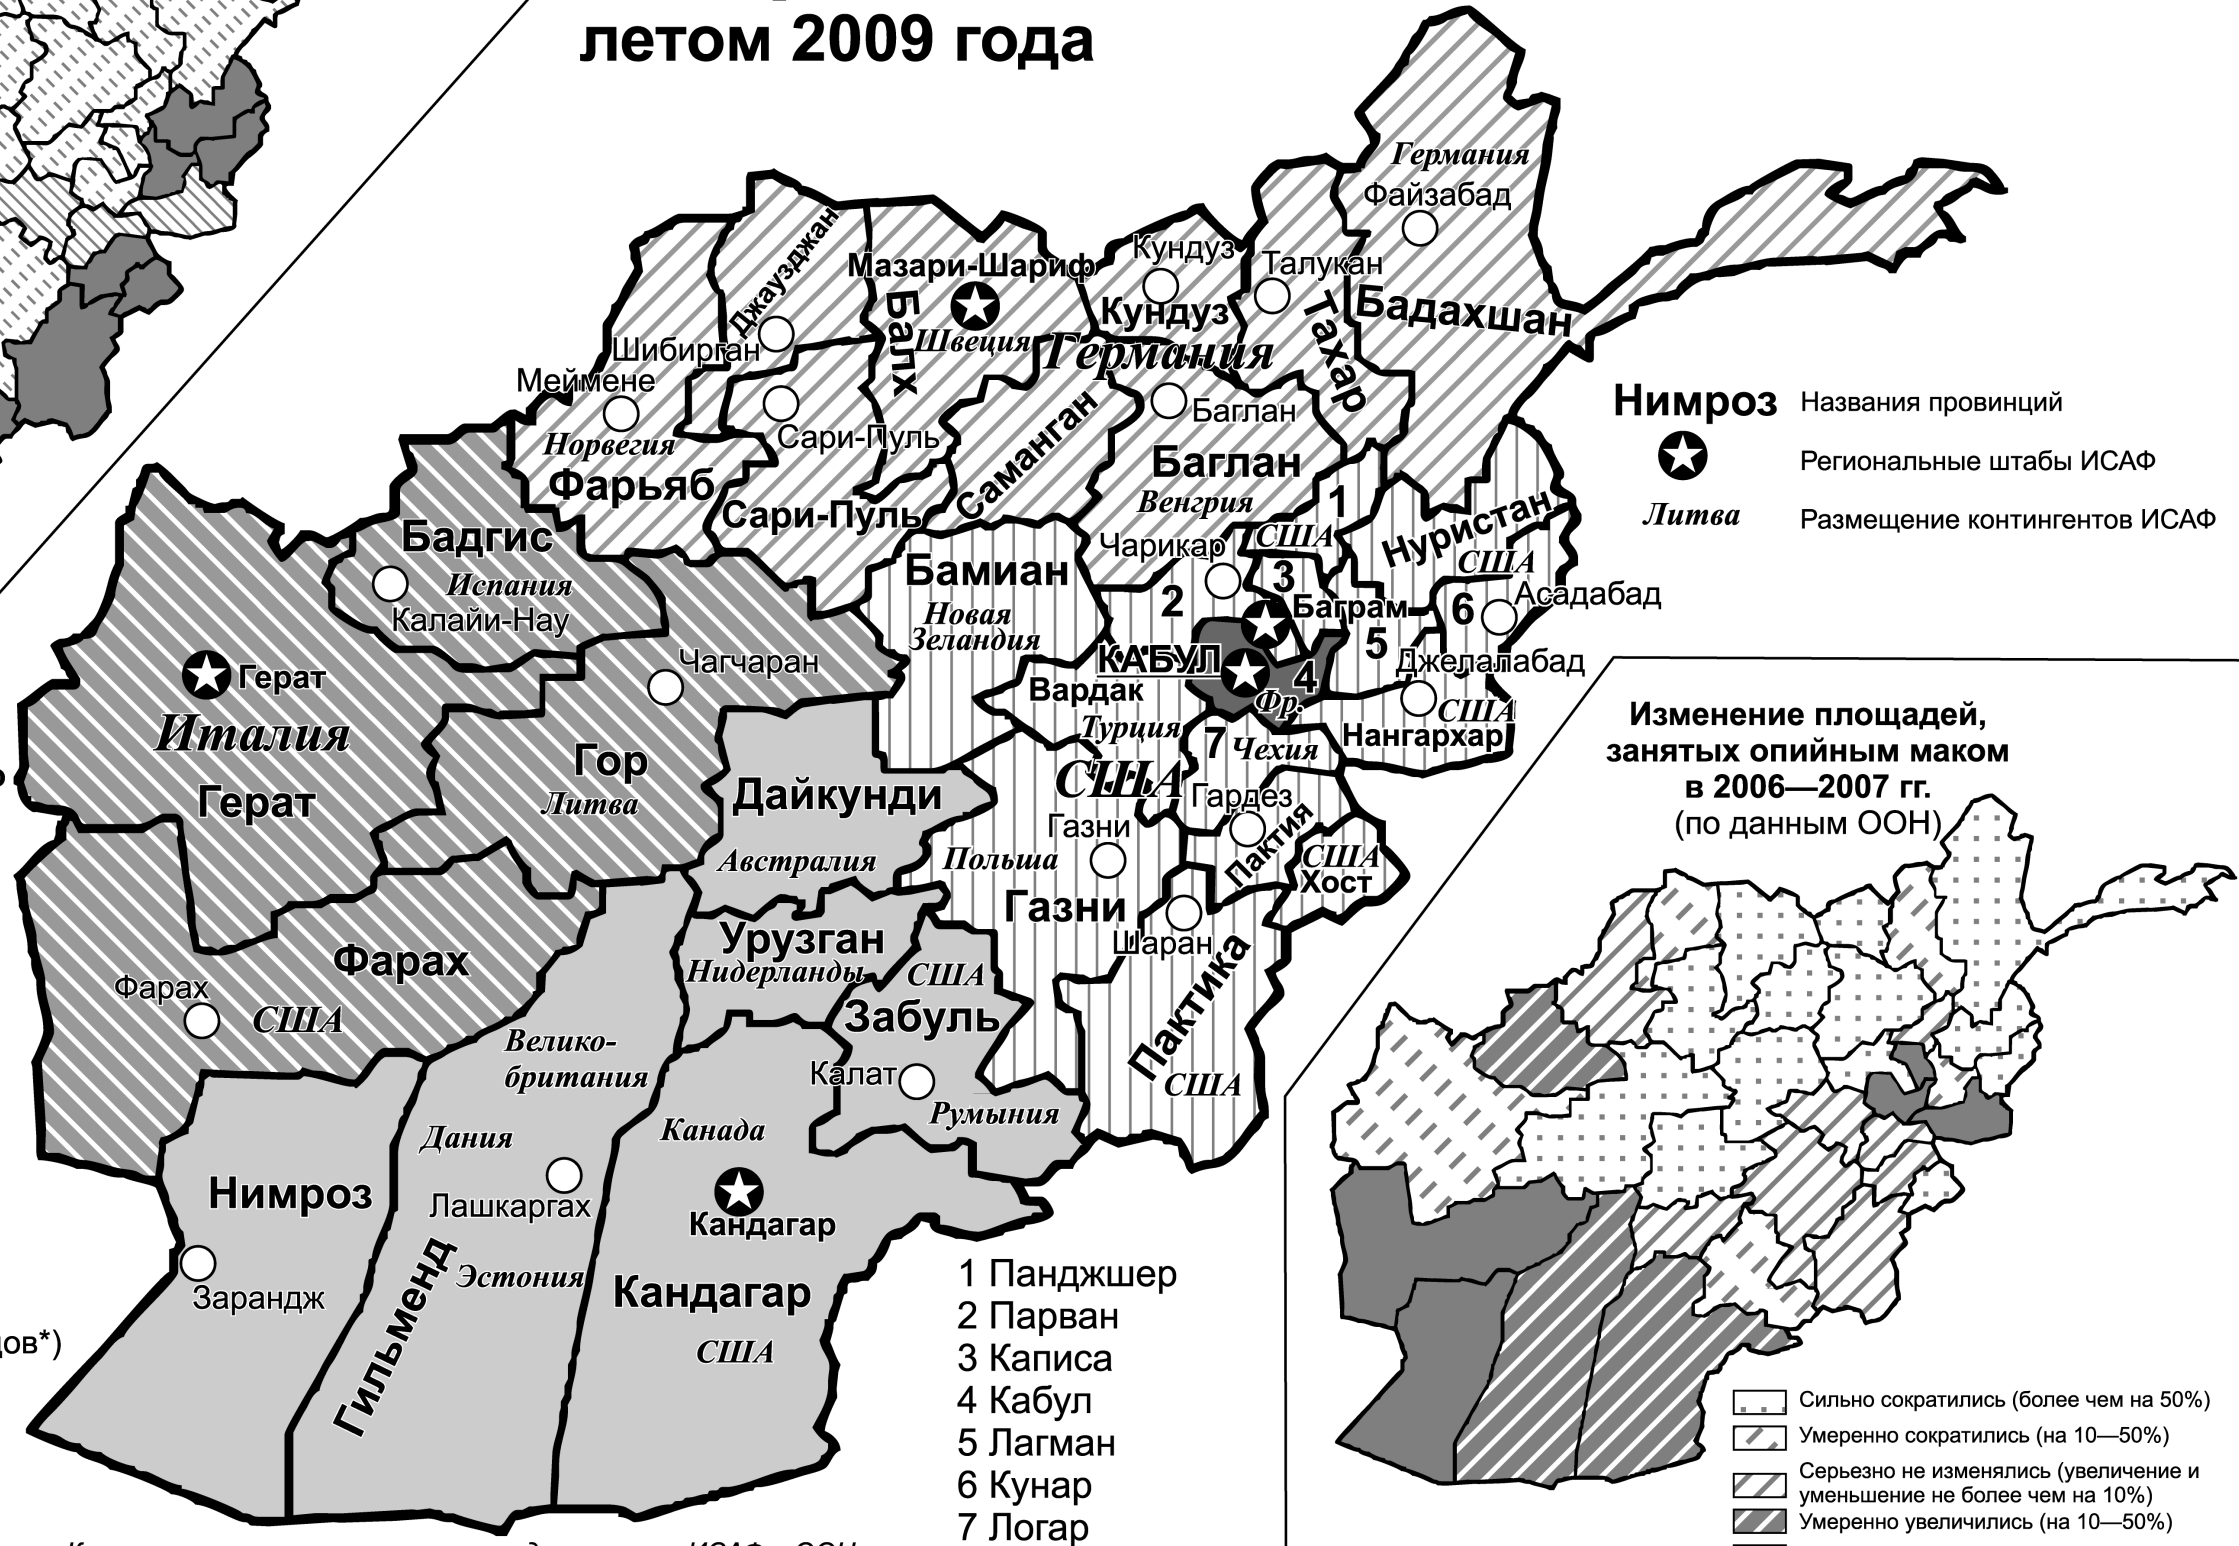 летом 2009 года
Германия
Файзабад
Джаузджан
Кундуз
Талукан
Мазари-Шариф
Балх
Кундуз
Тахар
Бадахшан
Швеция
Германия
Шибирган
Меймене
Баглан
Саманган
Сари-Пуль
Норвегия
Баглан
Фарьяб
Венгрия
Сари-Пуль
1
США
Нуристан
США
Чарикар
Бадгис
Испания
Калайи-Нау
Бамиан
Новая
Зеландия
2
3
Баграм
6
Асадабад
5
Джелалабад
КАБУЛ
4
Фр.
США
Нангархар
Вардак
Турция
7
Чехия
США
Герат
Италия
Герат
Чагчаран
Гор
Литва
Дайкунди
Австралия
Гардез
Пактия
США
Хост
Газни
Польша
Газни
Шаран
Пактика
США
Урузган
Нидерланды
США
Забуль
Калат
Румыния
Фарах
Фарах
США
Велико-
британия
Дания
Лашкаргах
Эстония
Гильменд
Канада
Кандагар
Кандагар
США
Нимроз
Зарандж
дов*)
Нимроз Названия провинций
Региональные штабы ИСАФ
Литва Размещение контингентов ИСАФ
1 Панджшер
2 Парван
3 Каписа
4 Кабул
5 Лагман
6 Кунар
7 Логар
Изменение площадей,
занятых опийным маком
в 2006—2007 гг.
(по данным ООН)
Сильно сократились (более чем на 50%)
Умеренно сократились (на 10—50%)
Серьезно не изменялись (увеличение и
уменьшение не более чем на 10%)
Умеренно увеличились (на 10—50%)